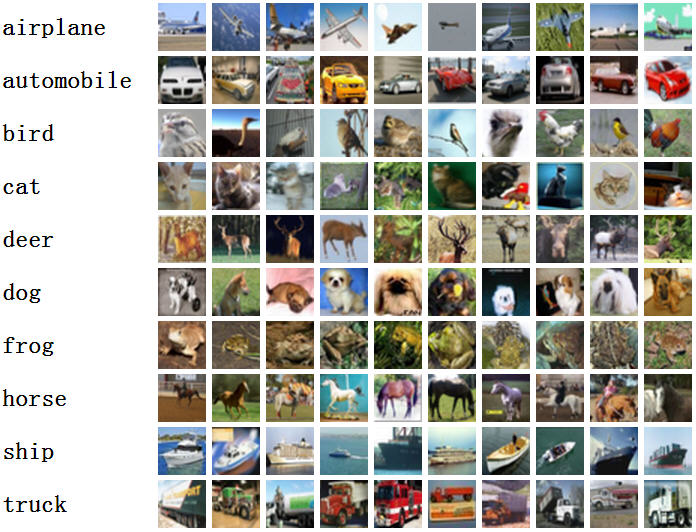 airplane
automobile
bird
cat
deer
dog
frog
horse
ship
truck